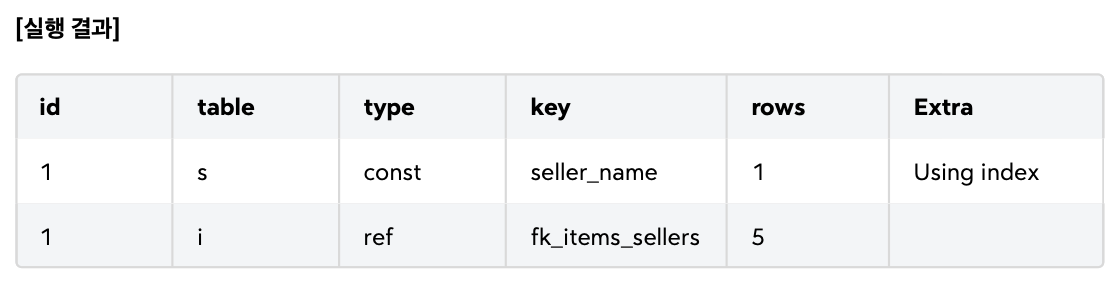 [실행 결과]
id table type key rows Extra
1 s const seller_name 1 Using index
1 i ref fk_items_sellers 5